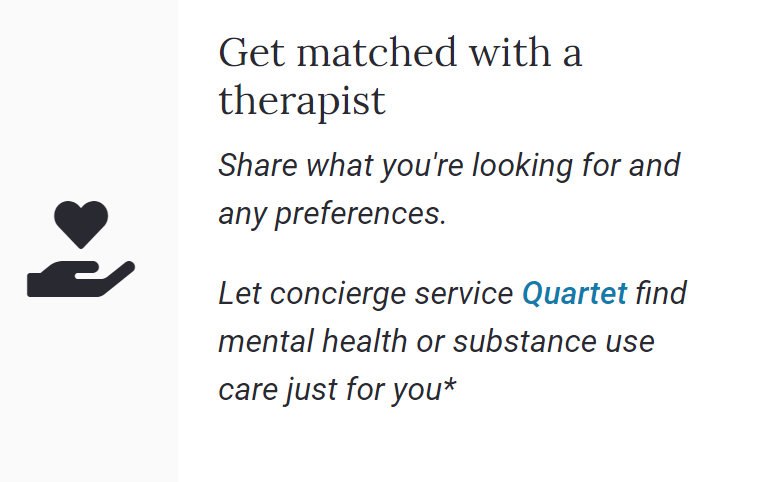 Get matched with a
therapist
Share what you're looking for and
any preferences.
Let concierge service Quartet find
mental health or substance use
care just for you*